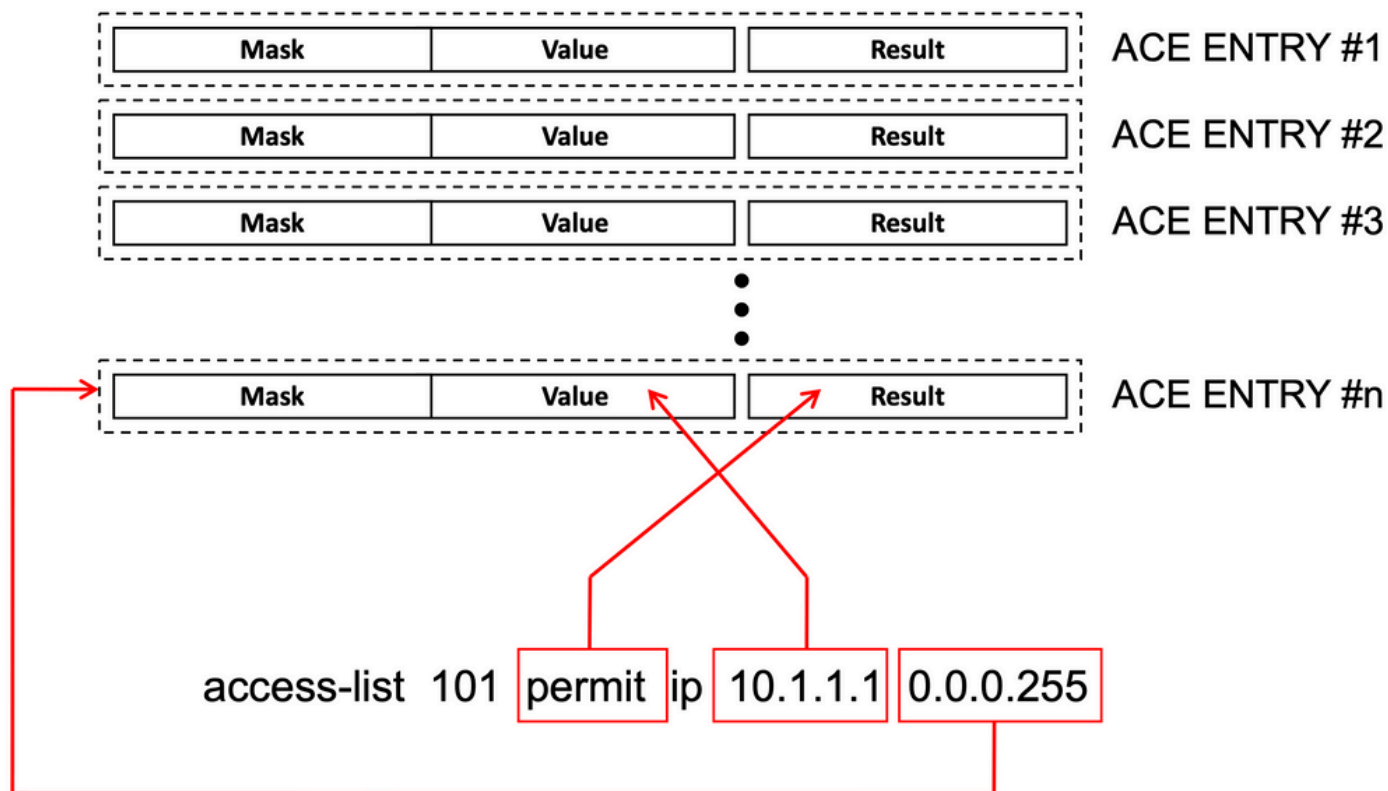 Mask Value Result ACE ENTRY #1
Mask Value Result ACE ENTRY #2
Mask Value Result ACE ENTRY #3
Mask Value Result ACE ENTRY #n
access-list 101 permit ip 10.1.1.1 0.0.0.255